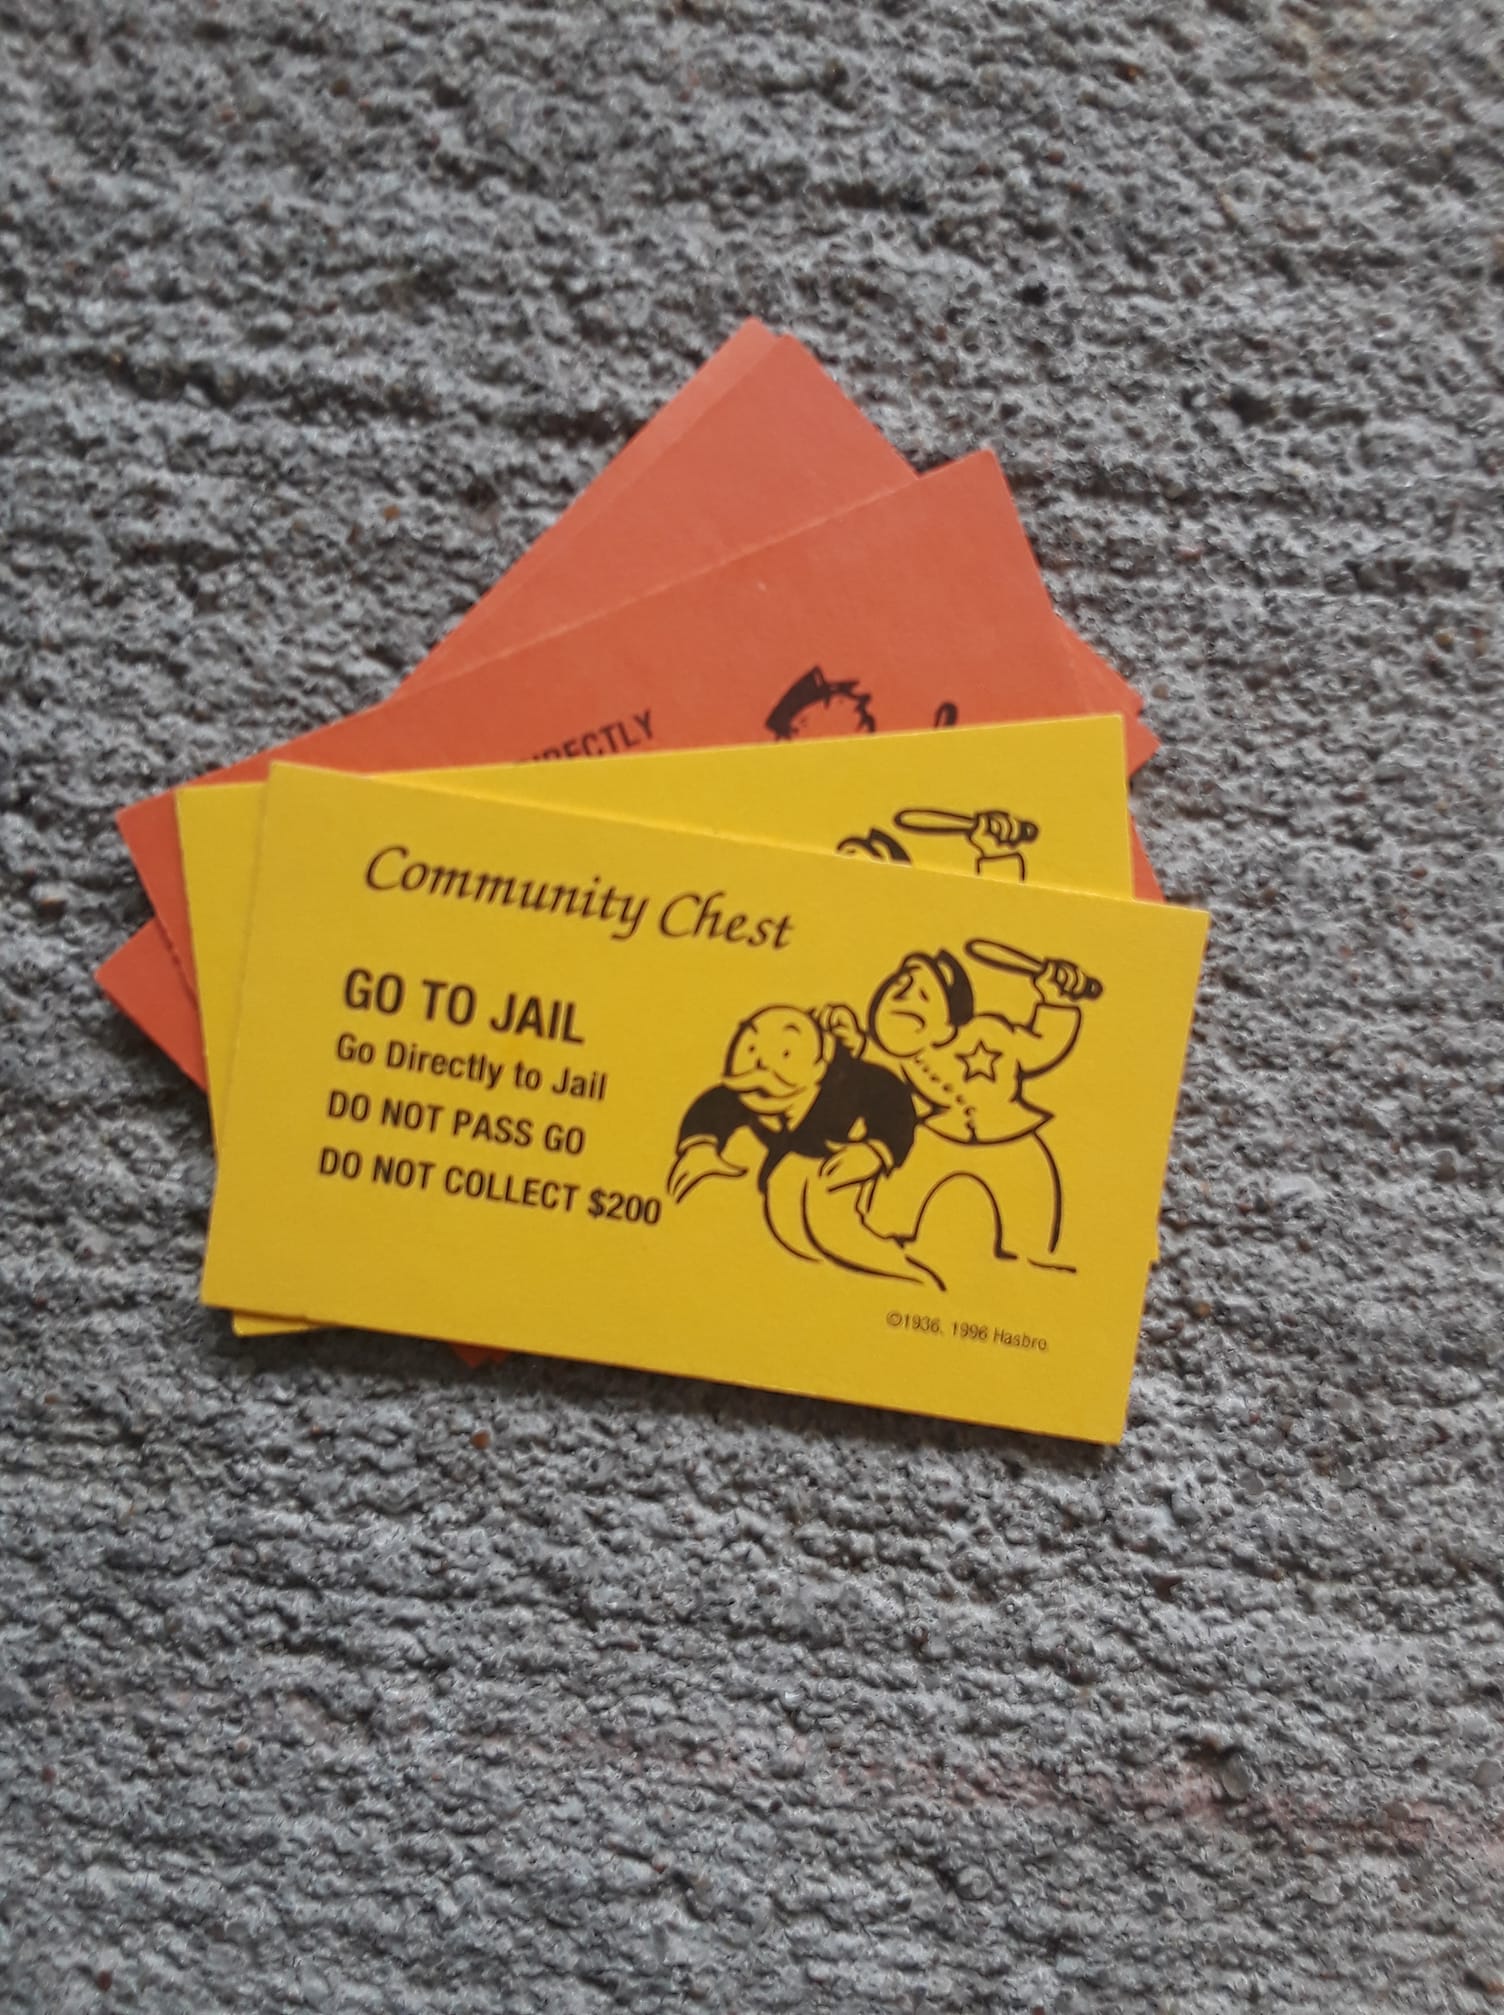 DIRECTLY
Community Chest
GO TO JAIL
Go Directly to Jail
DO NOT PASS GO
DO NOT COLLECT $200
©1936, 1996 Hasbro